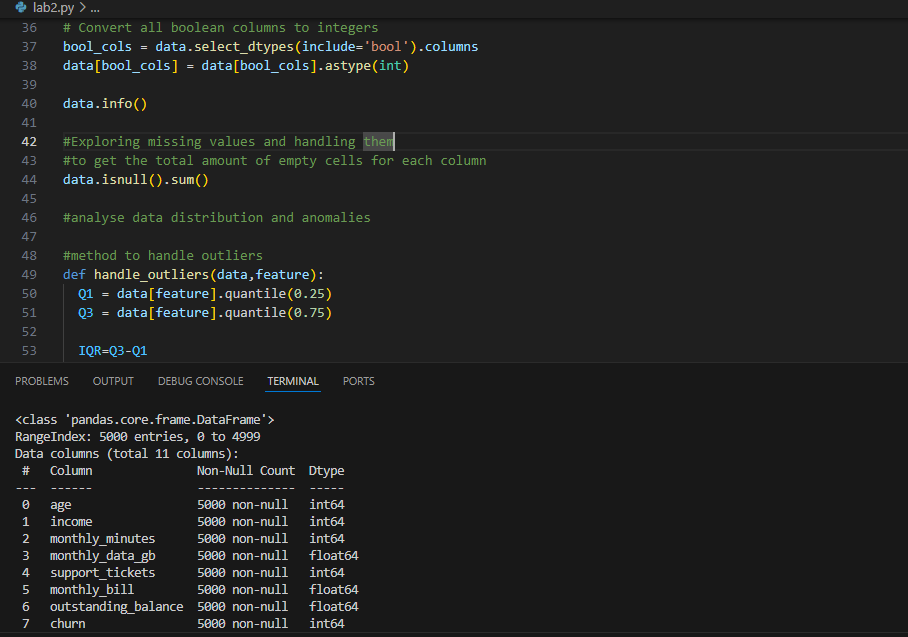 lab2.py > ...
36 # Convert all boolean columns to integers
37 bool_cols = data.select_dtypes(include='bool').columns
38 data[bool_cols] = data[bool_cols].astype(int)
39
40 data.info()
41
42 #Exploring missing values and handling them
43 #to get the total amount of empty cells for each column
44 data.isnull().sum()
45
46 #analyse data distribution and anomalies
47
48 #method to handle outliers
49 def handle_outliers(data,feature):
50 Q1 = data[feature].quantile(0.25)
51 Q3 = data[feature].quantile(0.75)
52
53 IQR=Q3-Q1
PROBLEMS OUTPUT DEBUG CONSOLE TERMINAL PORTS
<class 'pandas.core.frame.DataFrame'>
RangeIndex: 5000 entries, 0 to 4999
Data columns (total 11 columns):
# Column Non-Null Count Dtype
--- ------ -------------- -----
0 age 5000 non-null int64
1 income 5000 non-null int64
2 monthly_minutes 5000 non-null int64
3 monthly_data_gb 5000 non-null float64
4 support_tickets 5000 non-null int64
5 monthly_bill 5000 non-null float64
6 outstanding_balance 5000 non-null float64
7 churn 5000 non-null int64